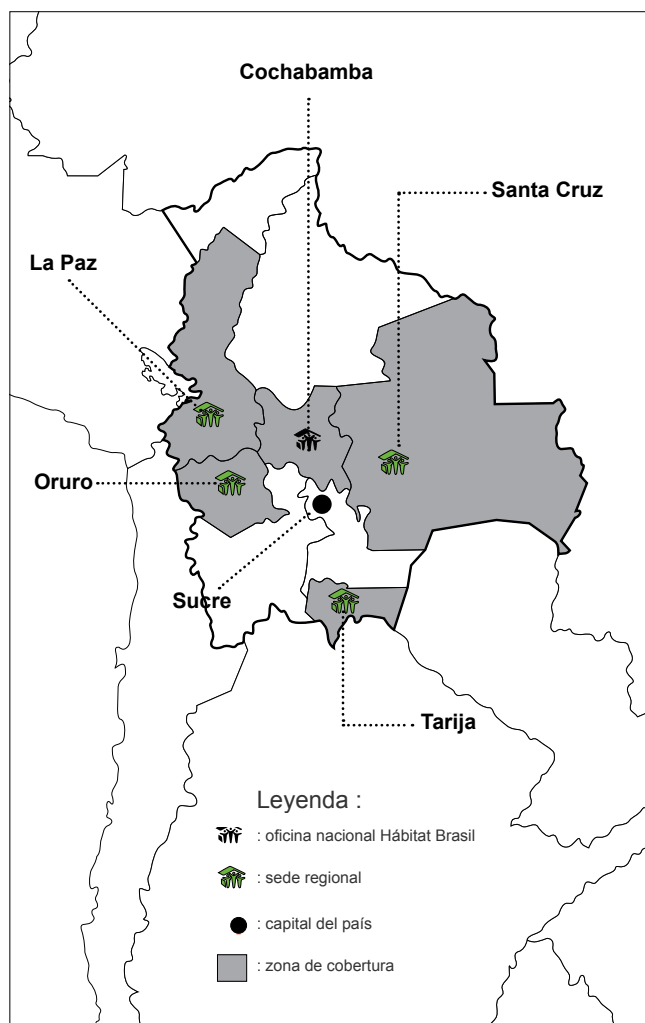 Cochabamba
Santa Cruz
La Paz
Oruro
Sucre
Tarija
Leyenda :
: oficina nacional Hábitat Brasil
: sede regional
: capital del país
: zona de cobertura